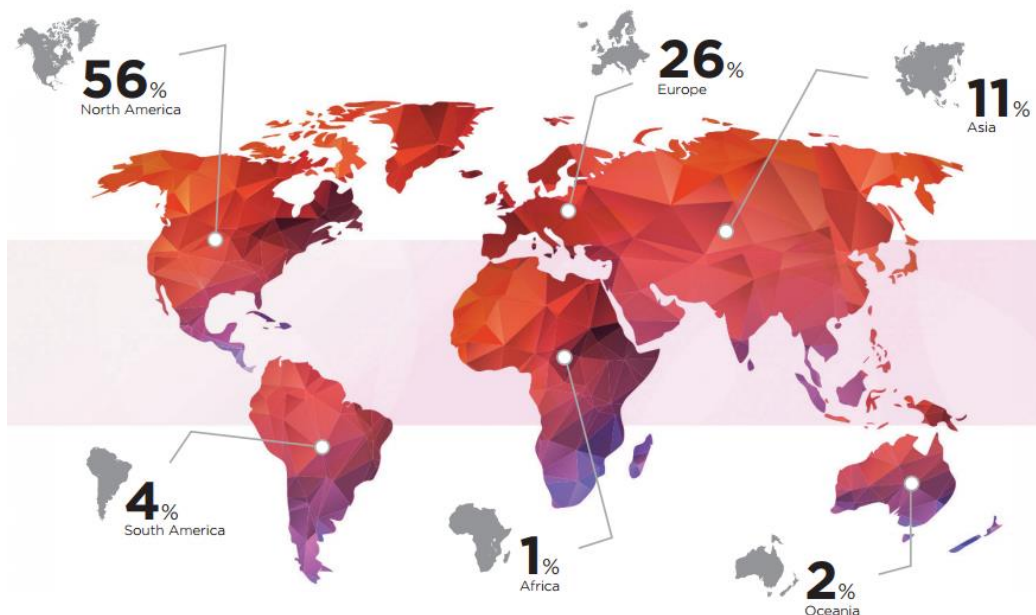 56%
North America
26%
Europe
11%
Asia
4%
South America
1%
Africa
2%
Oceania